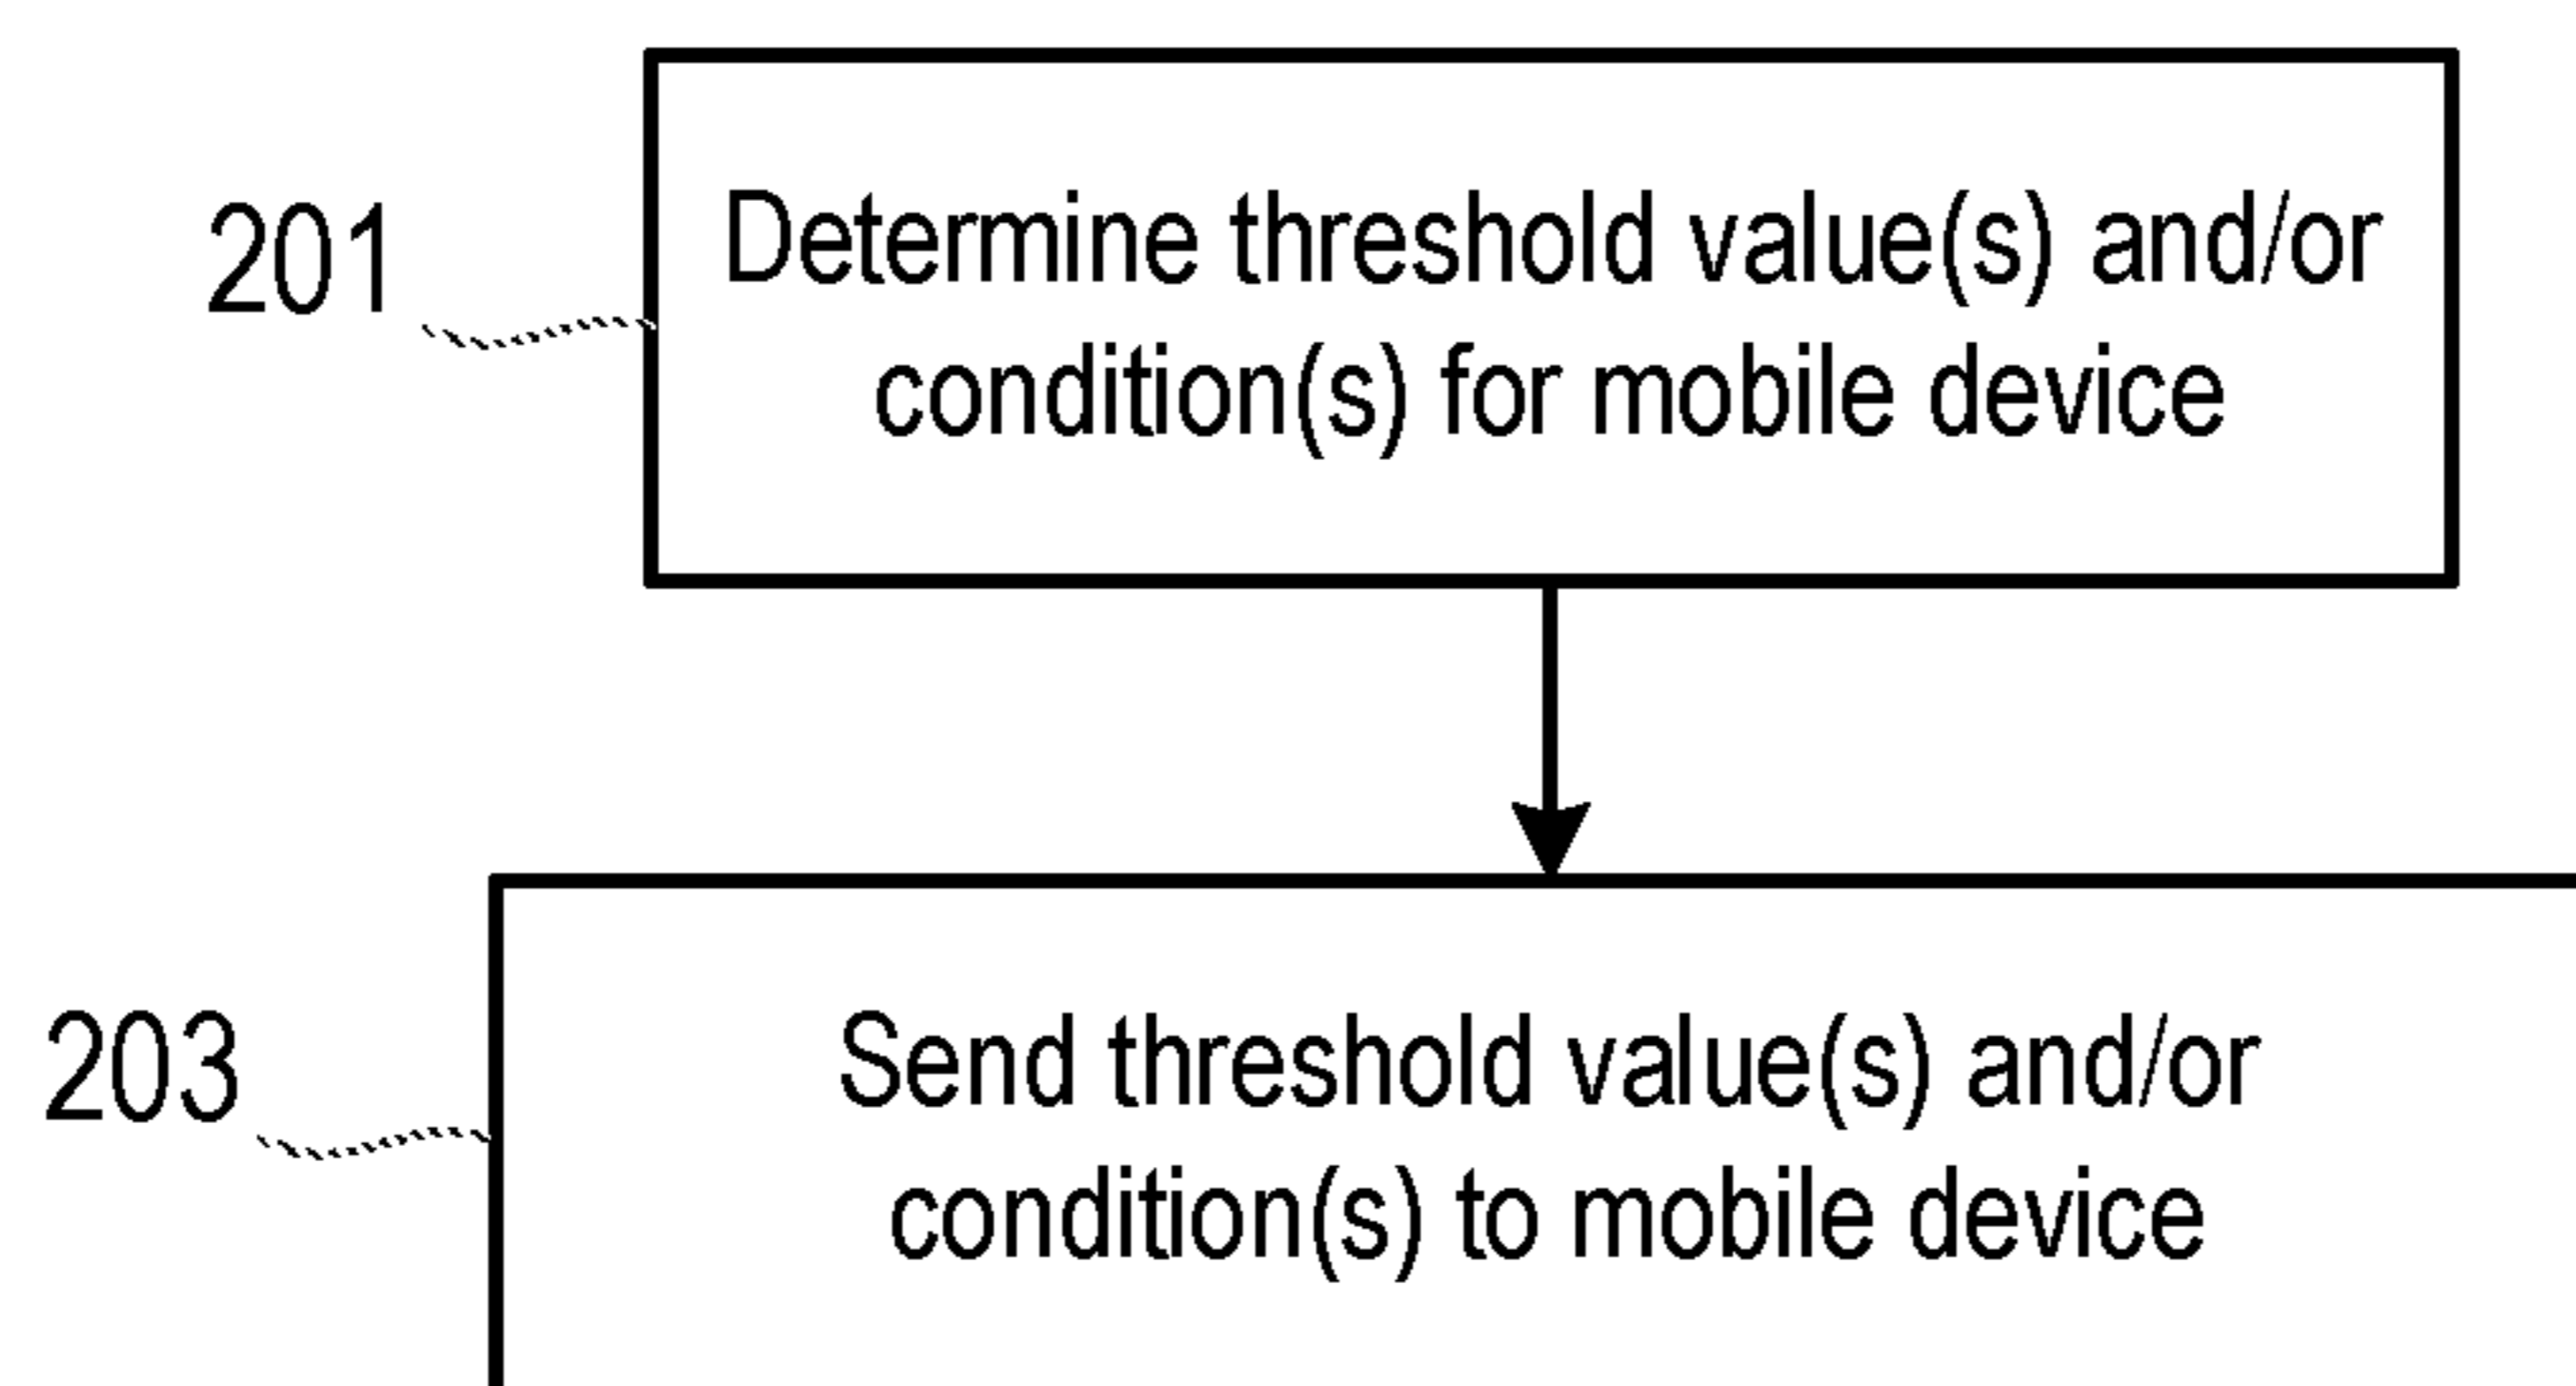 201
Determine threshold value(s) and/or
condition(s) for mobile device
203
Send threshold value(s) and/or
condition(s) to mobile device